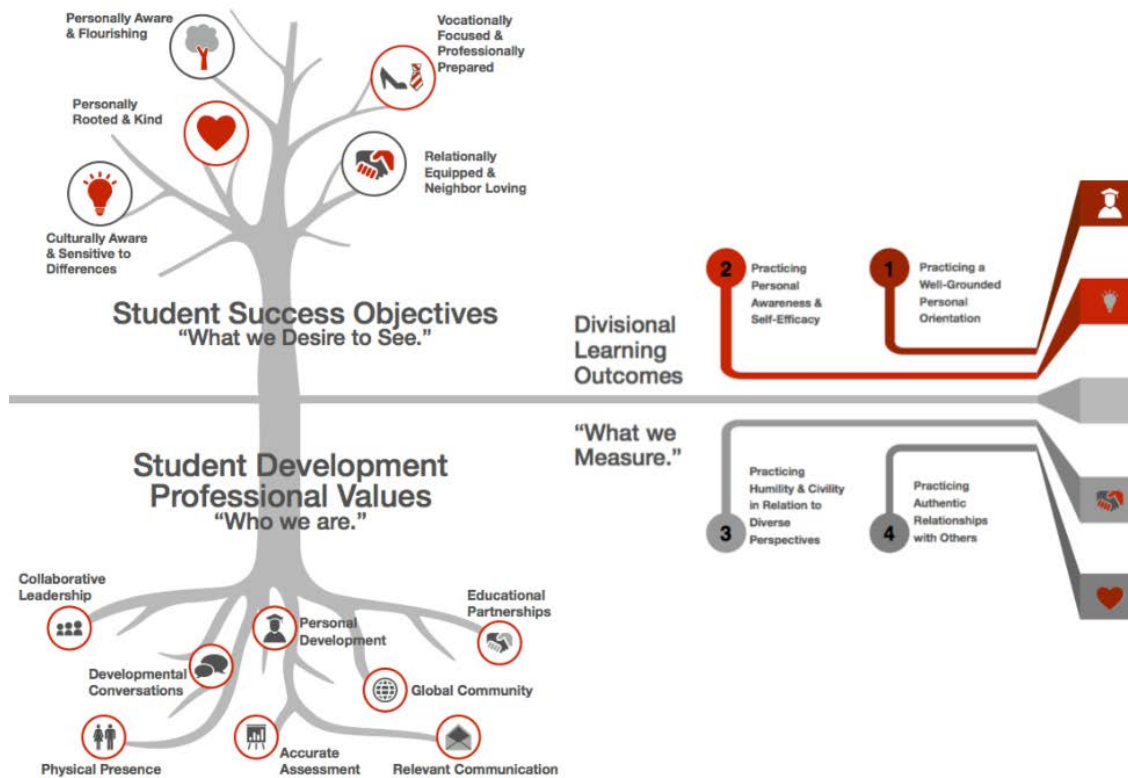 Personally Aware
& Flourishing
Vocationally
Focused &
Professionally
Prepared
Personally
Rooted & Kind
Relationally
Equipped &
Neighbor Loving
Culturally Aware
& Sensitive to
Differences
Student Success Objectives
“What we Desire to See.”
Student Development
Professional Values
“Who we are.”
Collaborative
Leadership
Educational
Partnerships
Personal
Development
Developmental
Conversations
Global Community
Physical Presence
Accurate
Assessment
Relevant Communication
Divisional
Learning
Outcomes
“What we
Measure.”
2
Practicing
Personal
Awareness &
Self-Efficacy
1
Practicing a
Well-Grounded
Personal
Orientation
3
Practicing
Humility & Civility
in Relation to
Diverse
Perspectives
4
Practicing
Authentic
Relationships
with Others